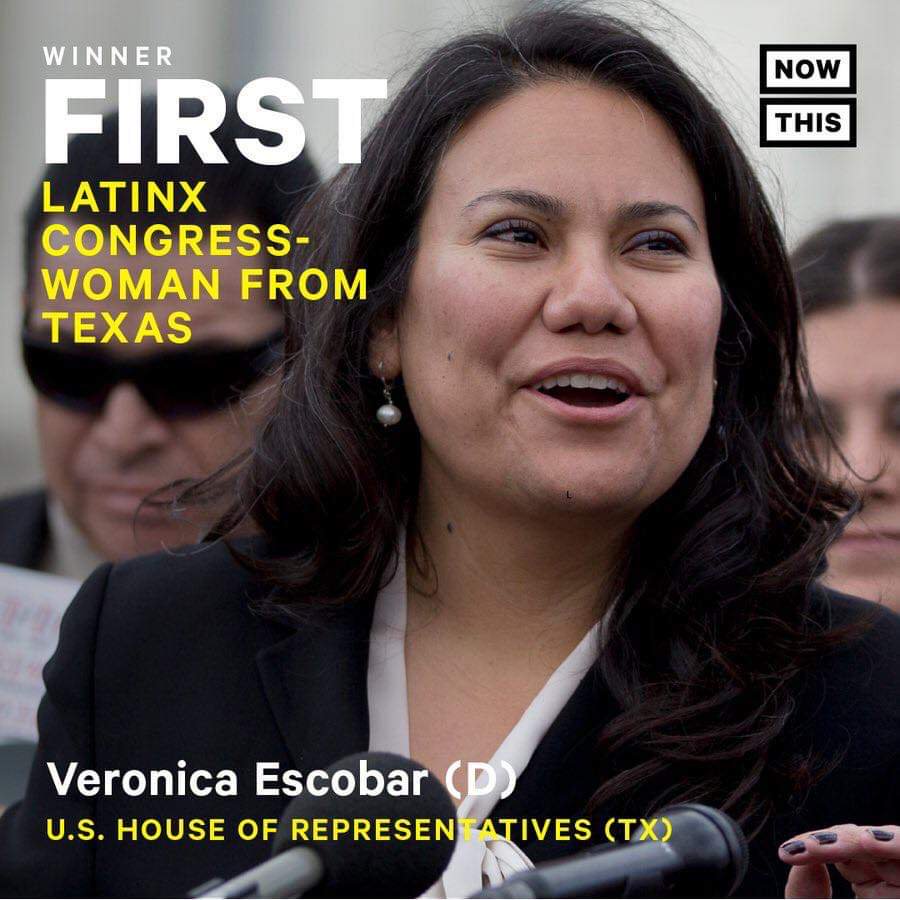 WINNER
FIRST
LATINX
CONGRESS-
WOMAN FROM
TEXAS
NOW
THIS
Veronica Escobar (D)
U.S. HOUSE OF REPRESENTATIVES (TX)